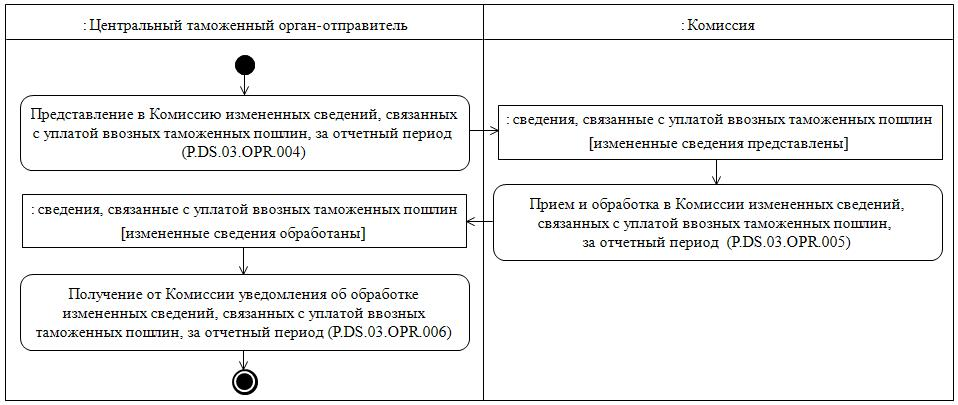 : Центральный таможенный орган-отправитель
: Комиссия
Представление в Комиссию измененных сведений, связанных
с уплатой ввозных таможенных пошлин, за отчетный период
(P.DS.03.OPR.004)
: сведения, связанные с уплатой ввозных таможенных пошлин
[измененные сведения представлены]
Прием и обработка в Комиссии измененных сведений,
связанных с уплатой ввозных таможенных пошлин,
за отчетный период (P.DS.03.OPR.005)
: сведения, связанные с уплатой ввозных таможенных пошлин
[измененные сведения обработаны]
Получение от Комиссии уведомления об обработке
измененных сведений, связанных с уплатой ввозных
таможенных пошлин, за отчетный период (P.DS.03.OPR.006)